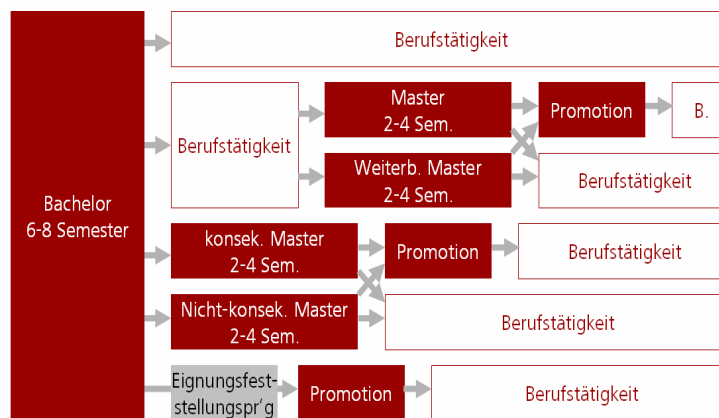 Bachelor
6-8 Semester
Berufstätigkeit
Berufstätigkeit
Master
2-4 Sem.
Promotion
B.
Weiterb. Master
2-4 Sem.
Berufstätigkeit
konsek. Master
2-4 Sem.
Promotion
Berufstätigkeit
Nicht-konsek. Master
2-4 Sem.
Berufstätigkeit
Eignungsfest-
stellungspr´g
Promotion
Berufstätigkeit